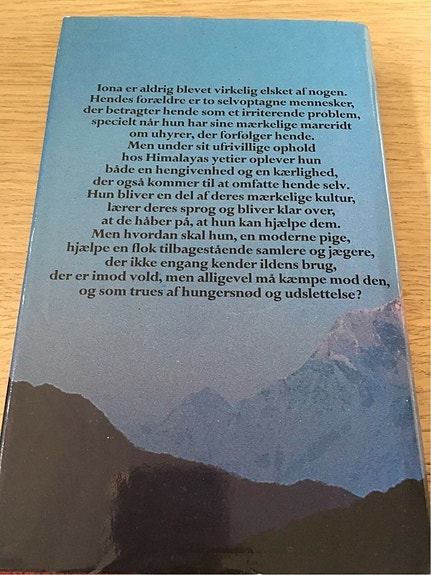 Iona er aldrig blevet virkelig elsket af nogen.
Hendes forældre er to selvoptagne mennesker,
der betragter hende som et irriterende problem,
specielt når hun har sine mærkelige mareridt
om uhyrer, der forfølger hende.
Men under sit ufrivillige ophold
hos Himalayas yetier oplever hun
både en hengivenhed og en kærlighed,
der også kommer til at omfatte hende selv.
Hun bliver en del af deres mærkelige kultur,
lærer deres sprog og bliver klar over,
at de håber på, at hun kan hjælpe dem.
Men hvordan skal hun, en moderne pige,
hjælpe en flok tilbagestående samlere og jægere,
der ikke engang kender ildens brug,
der er imod vold, men alligevel må kæmpe mod den,
og som trues af hungersnød og udslettelse?